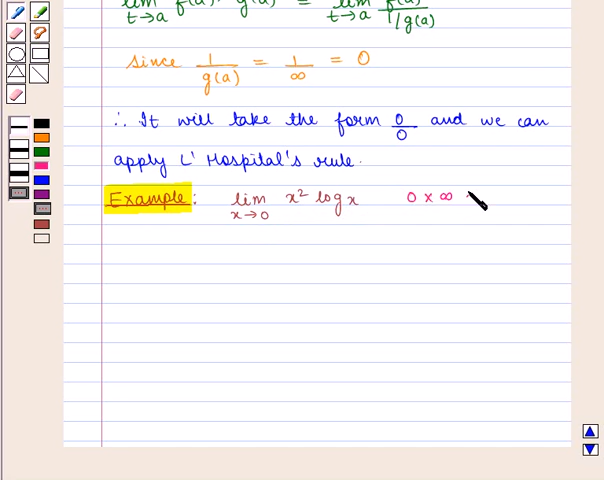 lim t→a f(a). g(a) = lim t→a f(a)/1/g(a)
since 1/g(a) = 1/∞ = 0
∴ It will take the form 0/0 and we can
apply L' Hospital's rule.
Example: lim x→0 x² log x 0 × ∞